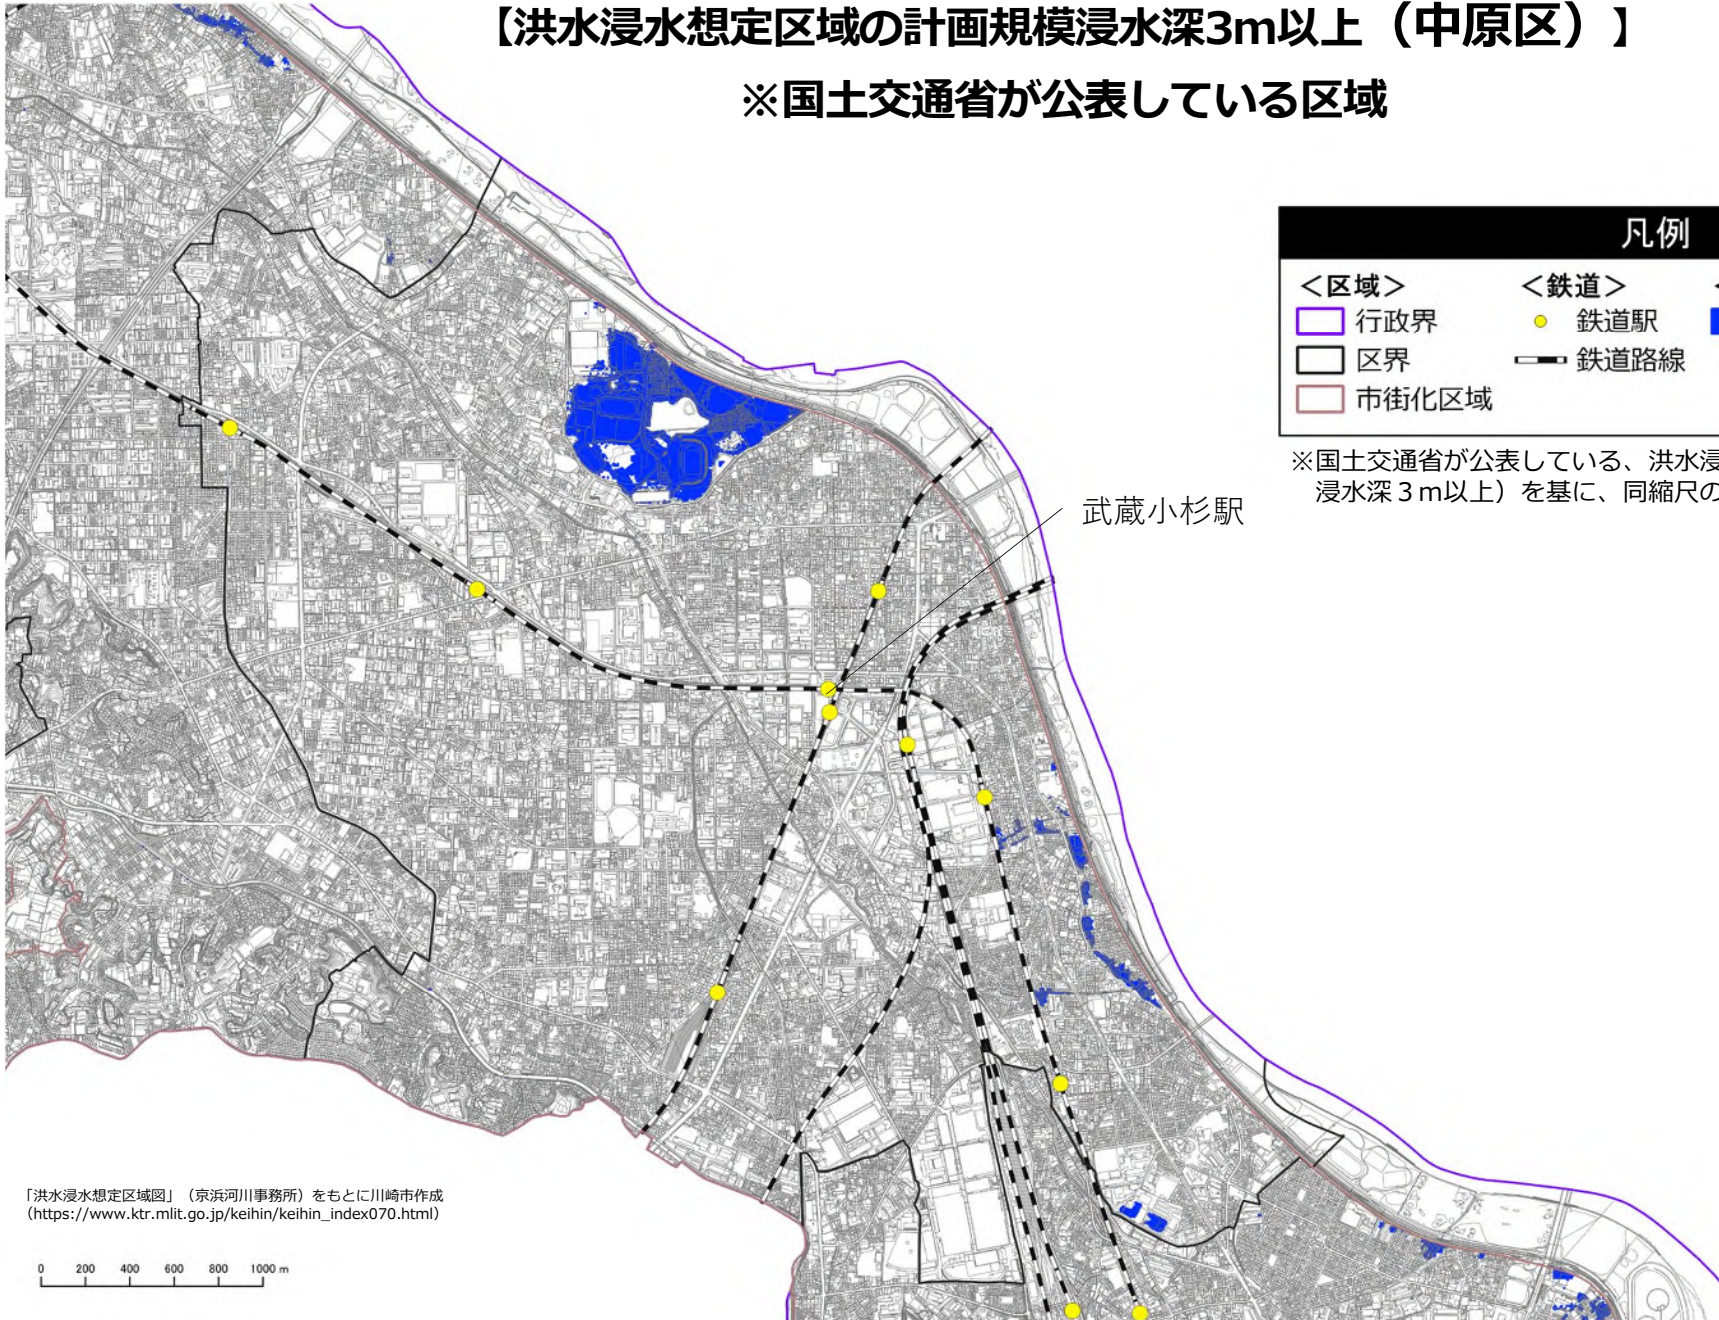 【洪水浸水想定区域の計画規模浸水深3m以上（中原区）】
※国土交通省が公表している区域
凡例
＜区域＞
＜鉄道＞
行政界
鉄道駅
区界
鉄道路線
市街化区域
※国土交通省が公表している、洪水浸
浸水深３m以上）を基に、同縮尺の
武蔵小杉駅
「洪水浸水想定区域図」（京浜河川事務所）をもとに川崎市作成
（https://www.ktr.mlit.go.jp/keihin/keihin_index070.html）
0 200 400 600 800 1000 m